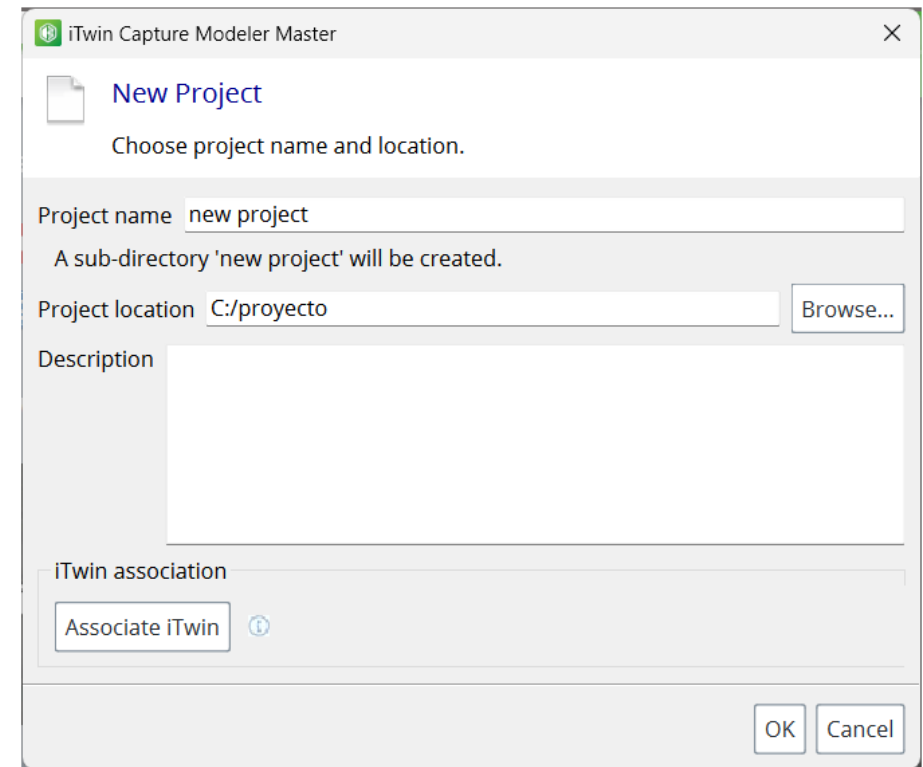 iTwin Capture Modeler Master
New Project
Choose project name and location.
Project name new project
A sub-directory 'new project' will be created.
Project location C:/proyecto Browse...
Description
iTwin association
Associate iTwin
OK Cancel